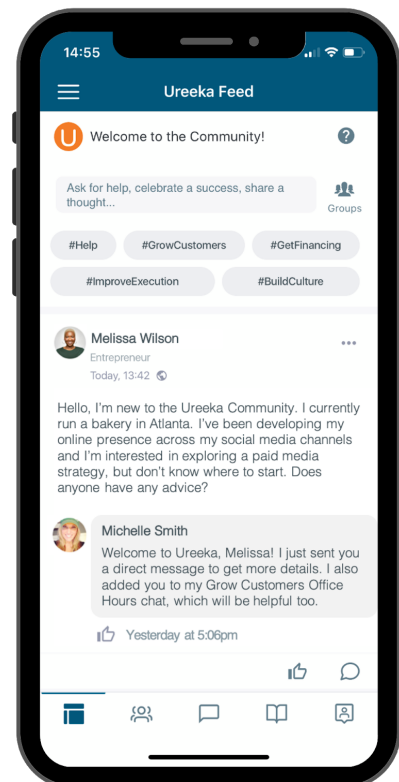 14:55
Ureeka Feed
U Welcome to the Community! ?
Ask for help, celebrate a success, share a
thought...
Groups
#Help #GrowCustomers #GetFinancing
#ImproveExecution #BuildCulture
Melissa Wilson
Entrepreneur
Today, 13:42
Hello, I'm new to the Ureeka Community. I currently
run a bakery in Atlanta. I've been developing my
online presence across my social media channels
and I'm interested in exploring a paid media
strategy, but don't know where to start. Does
anyone have any advice?
Michelle Smith
Welcome to Ureeka, Melissa! I just sent you
a direct message to get more details. I also
added you to my Grow Customers Office
Hours chat, which will be helpful too.
Yesterday at 5:06pm